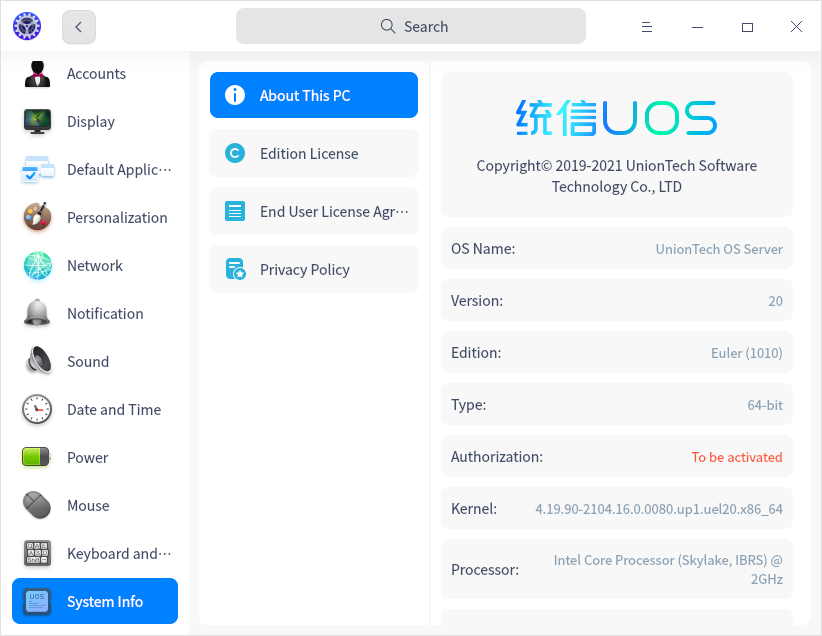 Search
Accounts
Display
Default Applic···
Personalization
Network
Notification
Sound
Date and Time
Power
Mouse
Keyboard and···
UOS
System Info
About This PC
Edition License
End User License Agr···
Privacy Policy
统信UOS
Copyright© 2019-2021 UnionTech Software
Technology Co., LTD
OS Name: UnionTech OS Server
Version: 20
Edition: Euler (1010)
Type: 64-bit
Authorization: To be activated
Kernel: 4.19.90-2104.16.0.0080.up1.uel20.x86_64
Processor: Intel Core Processor (Skylake, IBRS) @
2GHz